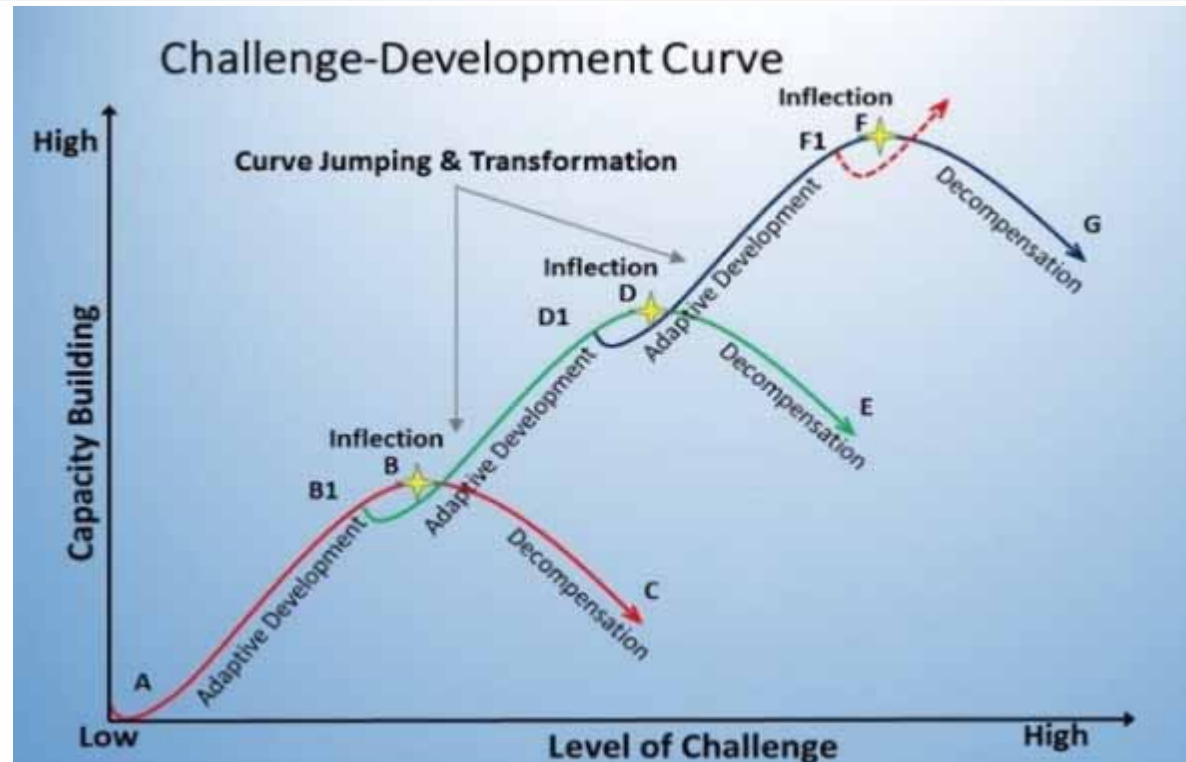 Challenge-Development Curve
Inflection
F
High
F1
Curve Jumping & Transformation
Adaptive Development
Decompensation
G
Inflection
D
D1
Adaptive Development
Decompensation
E
Capacity Building
Inflection
B
B1
Adaptive Development
Decompensation
C
A
Low
Level of Challenge
High